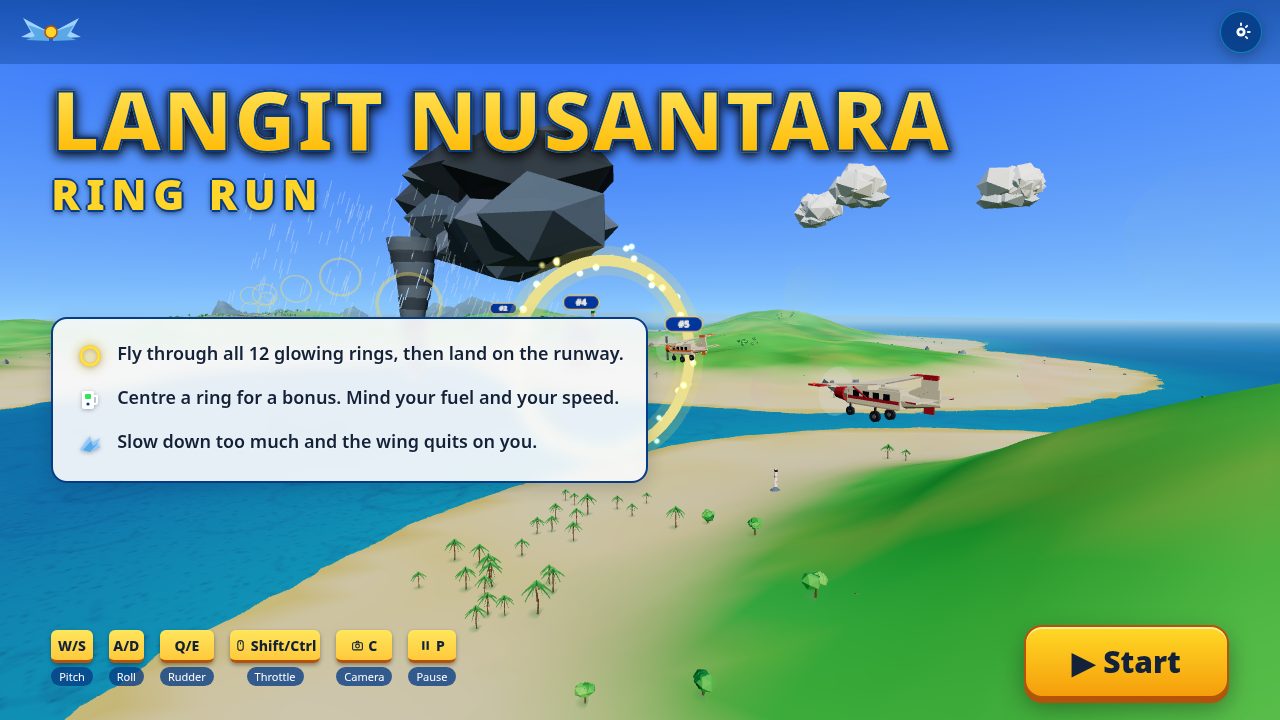 LANGIT NUSANTARA
RING RUN
#2
#4
#5
Fly through all 12 glowing rings, then land on the runway.
Centre a ring for a bonus. Mind your fuel and your speed.
Slow down too much and the wing quits on you.
W/S A/D Q/E Shift/Ctrl C P
Pitch Roll Rudder Throttle Camera Pause
▶ Start